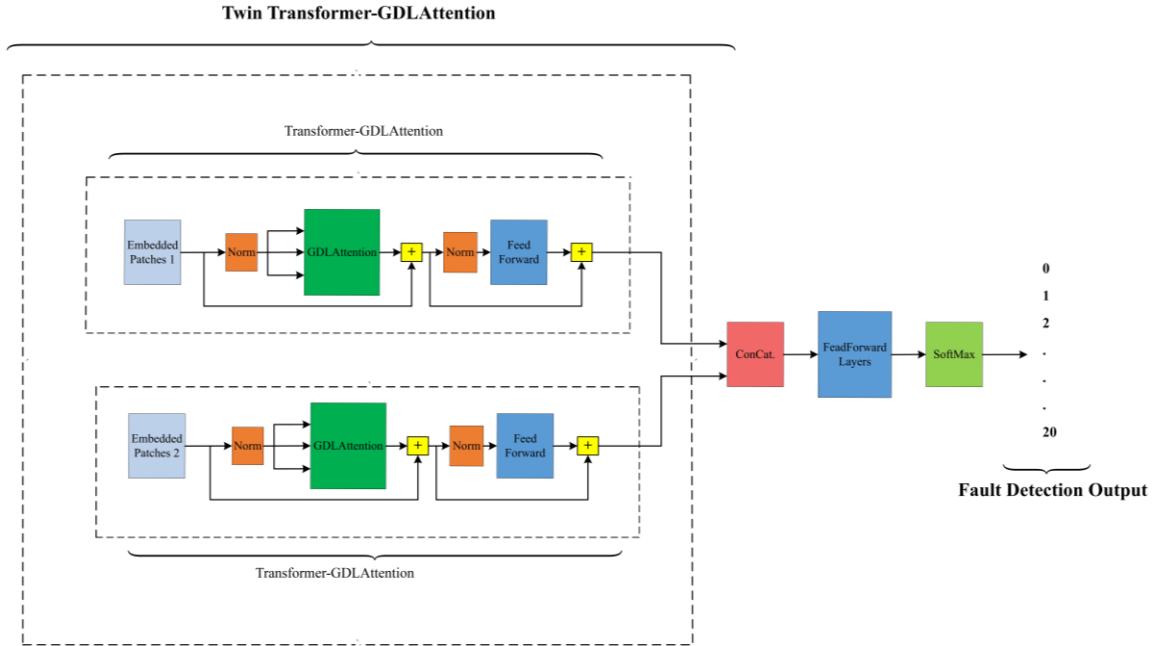 Twin Transformer-GDLAttention
Transformer-GDLAttention
Embedded
Patches 1
Norm
GDLAttention
+
Norm
Feed
Forward
+
Embedded
Patches 2
Norm
GDLAttention
+
Norm
Feed
Forward
+
Transformer-GDLAttention
ConCat.
FeadForward
Layers
SoftMax
0
1
2
.
.
.
20
Fault Detection Output